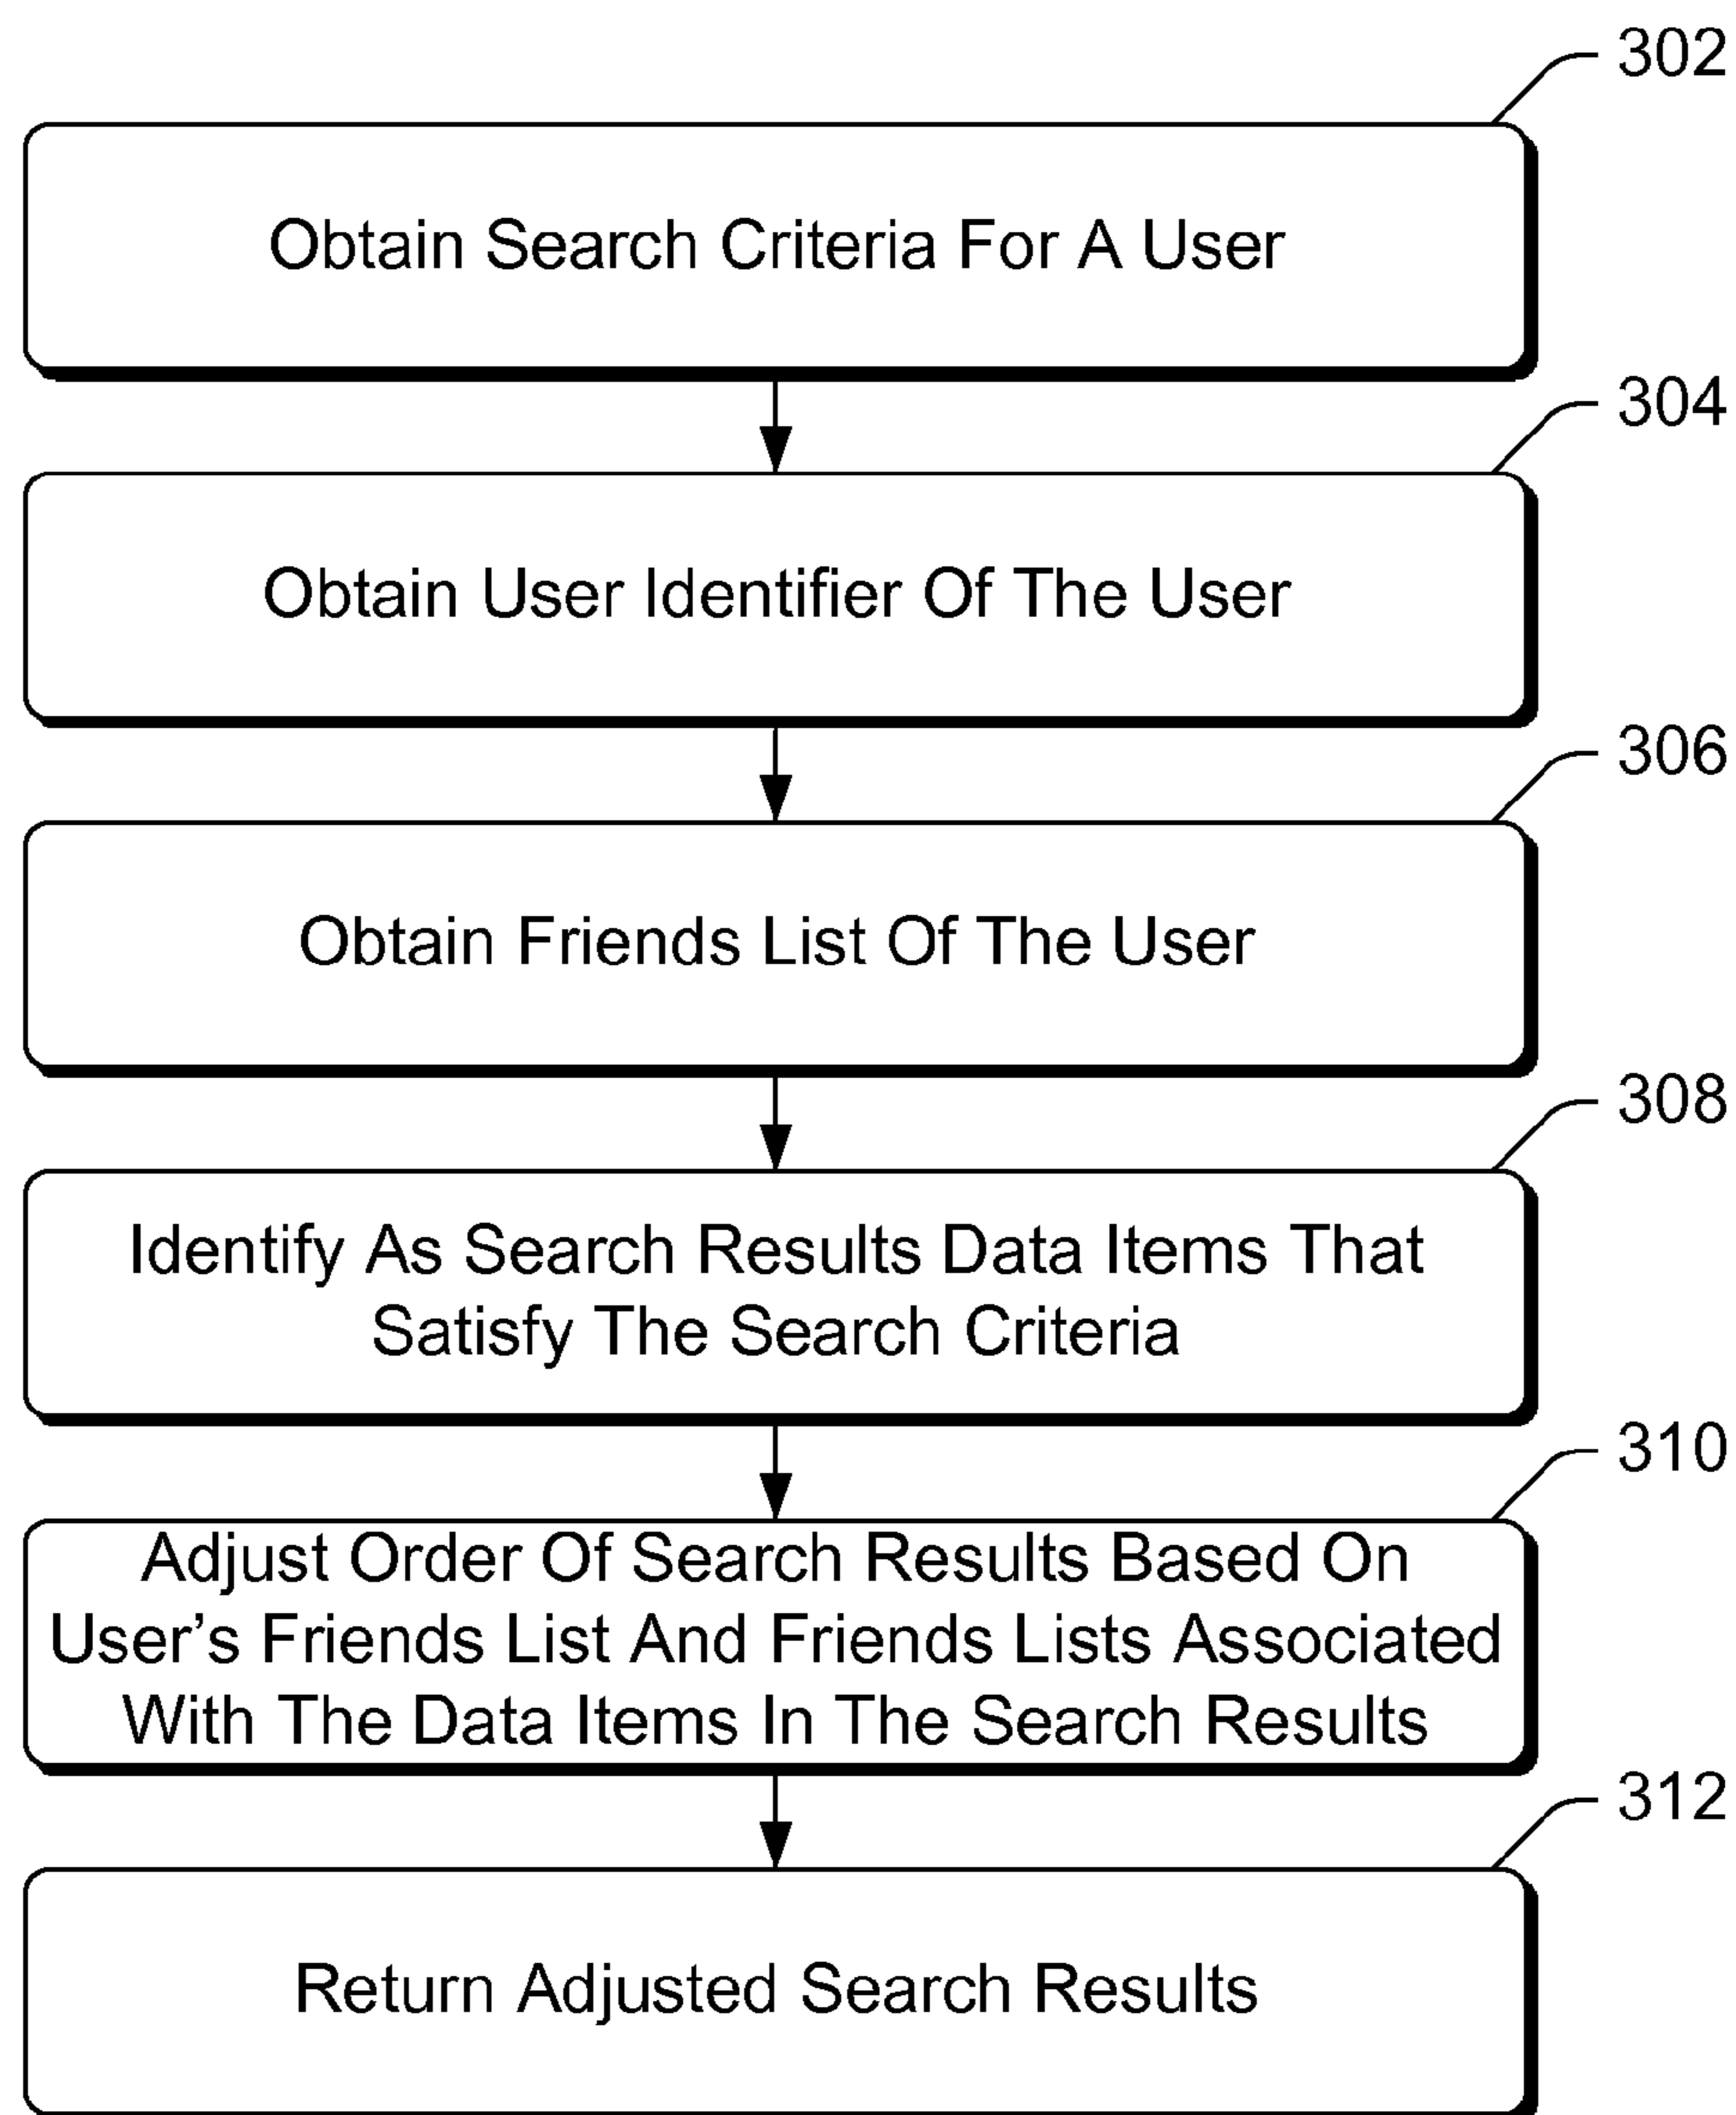 302
Obtain Search Criteria For A User
304
Obtain User Identifier Of The User
306
Obtain Friends List Of The User
308
Identify As Search Results Data Items That
Satisfy The Search Criteria
310
Adjust Order Of Search Results Based On
User’s Friends List And Friends Lists Associated
With The Data Items In The Search Results
312
Return Adjusted Search Results